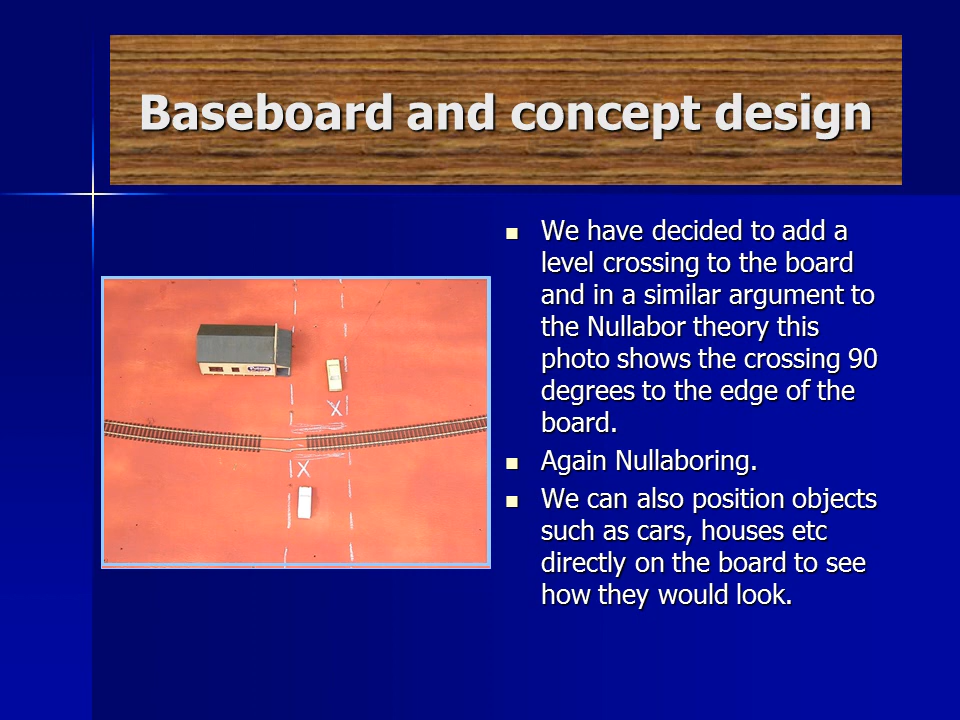 Baseboard and concept design
We have decided to add a
level crossing to the board
and in a similar argument to
the Nullabor theory this
photo shows the crossing 90
degrees to the edge of the
board.
Again Nullaboring.
We can also position objects
such as cars, houses etc
directly on the board to see
how they would look.
X
X